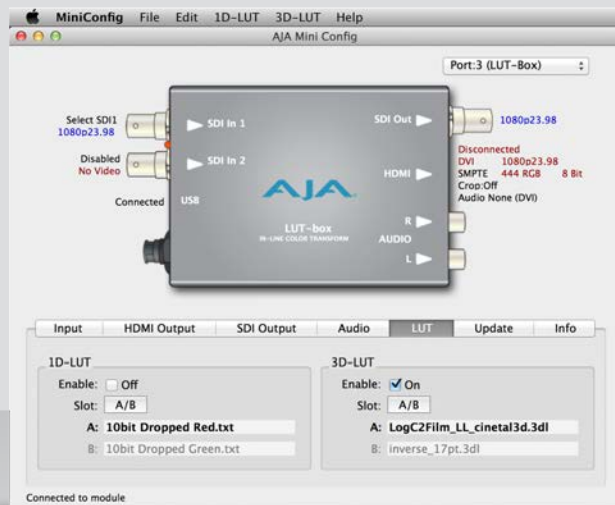 MiniConfig File Edit 1D-LUT 3D-LUT Help
AJA Mini Config
Port:3 (LUT-Box)
Select SDI1
1080p23.98
SDI In 1
SDI Out
1080p23.98
Disabled
No Video
SDI In 2
Disconnected
DVI 1080p23.98
SMPTE 444 RGB 8 Bit
Crop:Off
Audio None (DVI)
HDMI
Connected
USB
AJA
LUT-box
IN-LINE COLOR TRANSFORM
R
AUDIO
L
Input HDMI Output SDI Output Audio LUT Update Info
1D-LUT
Enable: Off
Slot: A/B
A: 10bit Dropped Red.txt
B: 10bit Dropped Green.txt
3D-LUT
Enable: On
Slot: A/B
A: LogC2Film_LL_cinetal3d.3dl
B: inverse_17pt.3dl
Connected to module